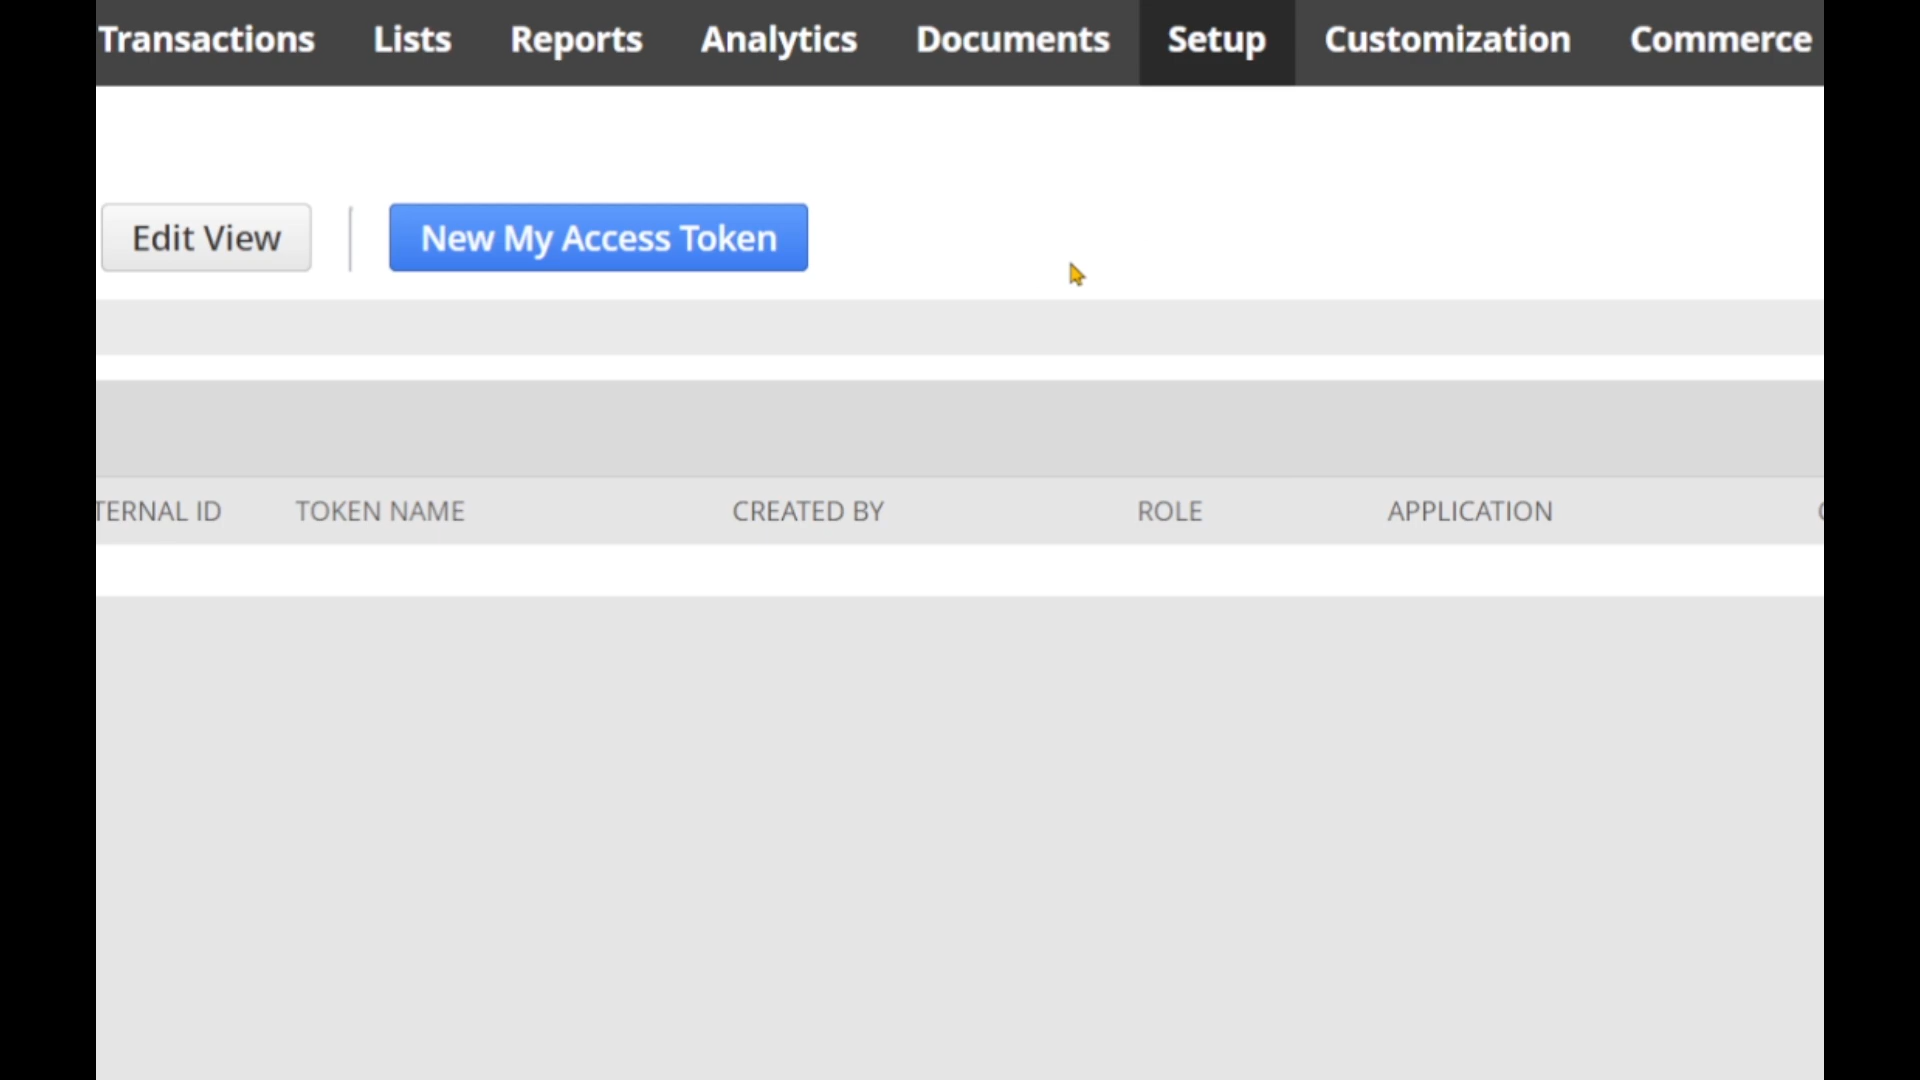 Transactions Lists Reports Analytics Documents Setup Customization Commerce
Edit View New My Access Token
TERNAL ID TOKEN NAME CREATED BY ROLE APPLICATION